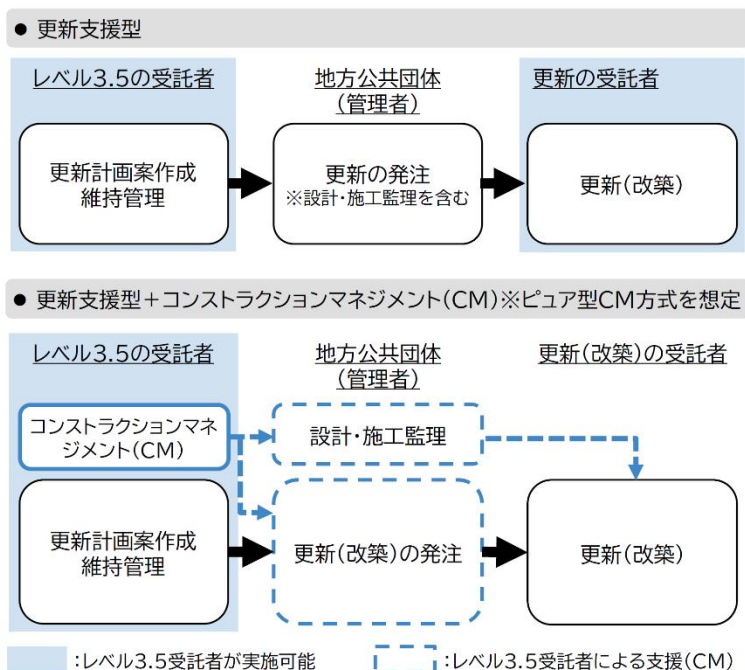 ● 更新支援型
レベル3.5の受託者
地方公共団体
(管理者)
更新の受託者
更新計画案作成
維持管理
更新の発注
※設計・施工監理を含む
更新(改築)
● 更新支援型+コンストラクションマネジメント(CM)※ピュア型CM方式を想定
レベル3.5の受託者
地方公共団体
(管理者)
更新(改築)の受託者
コンストラクションマネ
ジメント(CM)
設計・施工監理
更新計画案作成
維持管理
更新(改築)の発注
更新(改築)
:レベル3.5受託者が実施可能
:レベル3.5受託者による支援(CM)